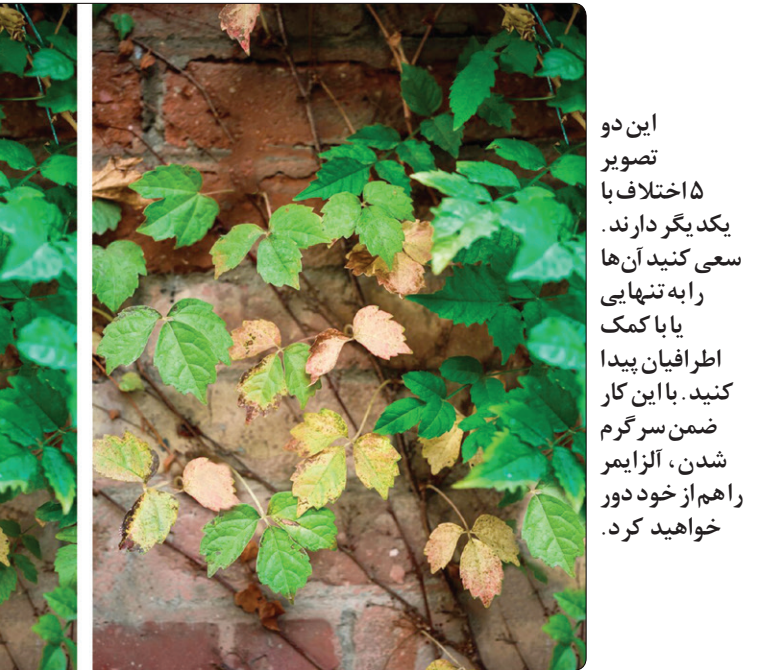 این دو
تصویر
۵ اختلاف با
یکدیگر دارند.
سعی کنید آن‌ها
را به تنهایی
یا با کمک
اطرافیان پیدا
کنید. با این کار
ضمن سرگرم
شدن، آلزایمر
را هم از خود دور
خواهید کرد.